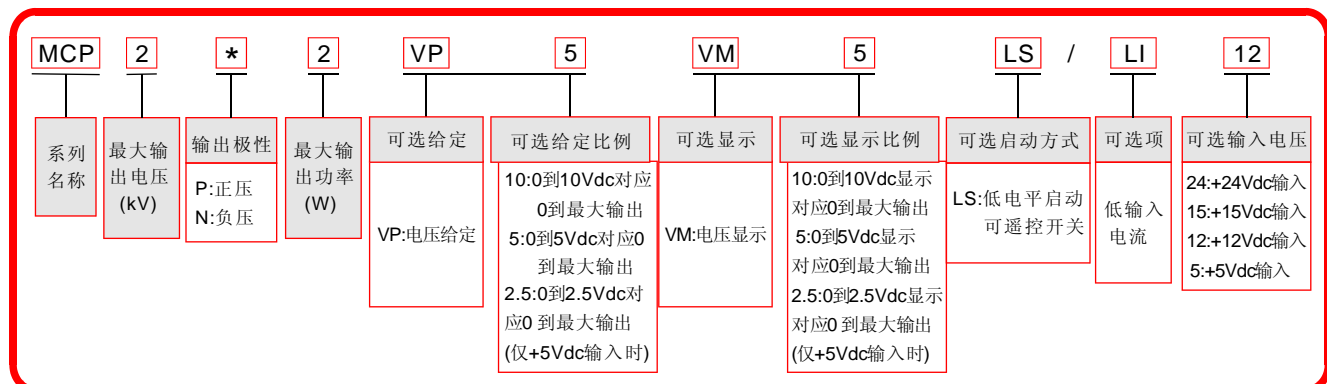 MCP 2 * 2 VP 5 VM 5 LS / LI 12
系列
名称
最大输
出电压
(kV)
输出极性
P:正压
N:负压
最大输
出功率
(W)
可选给定
VP:电压给定
可选给定比例
10:0到10Vdc对应
0到最大输出
5:0到5Vdc对应0
到最大输出
2.5:0到2.5Vdc对
应0 到最大输出
(仅+5Vdc输入时)
可选显示
VM:电压显示
可选显示比例
10:0到10Vdc显示
对应0到最大输出
5:0到5Vdc显示
对应0到最大输出
2.5:0到2.5Vdc显示
对应0 到最大输出
(仅+5Vdc输入时)
可选启动方式
LS:低电平启动
可遥控开关
可选项
低输入
电流
可选输入电压
24:+24Vdc输入
15:+15Vdc输入
12:+12Vdc输入
5:+5Vdc输入